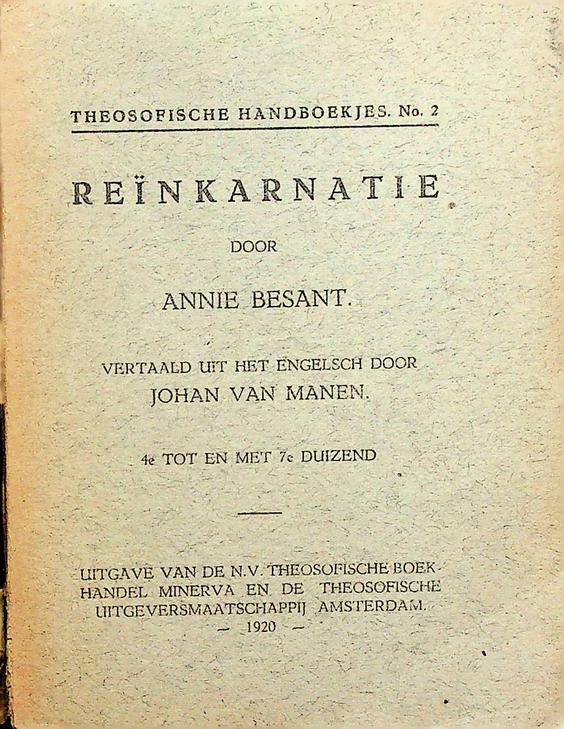 THEOSOFISCHE HANDBOEKJES. No. 2
REÏNKARNATIE
DOOR
ANNIE BESANT.
VERTAALD UIT HET ENGELSCH DOOR
JOHAN VAN MANEN.
4e TOT EN MET 7e DUIZEND
UITGAVE VAN DE N.V. THEOSOFISCHE BOEK-
HANDEL MINERVA EN DE THEOSOFISCHE
UITGEVERSMAATSCHAPPIJ AMSTERDAM.
— 1920 —